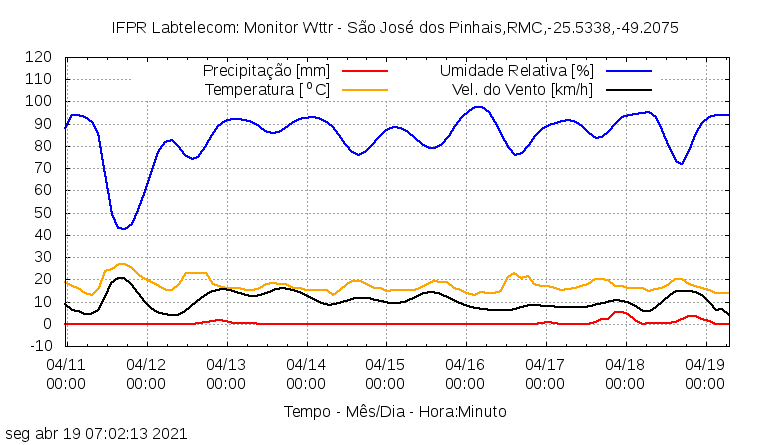 IFPR Labtelecom: Monitor Wttr - São José dos Pinhais,RMC,-25.5338,-49.2075
Precipitação [mm] Umidade Relativa [%]
Temperatura [ ⁰C] Vel. do Vento [km/h]
120
110
100
90
80
70
60
50
40
30
20
10
0
-10
04/11 04/12 04/13 04/14 04/15 04/16 04/17 04/18 04/19
00:00 00:00 00:00 00:00 00:00 00:00 00:00 00:00 00:00
Tempo - Mês/Dia - Hora:Minuto
seg abr 19 07:02:13 2021